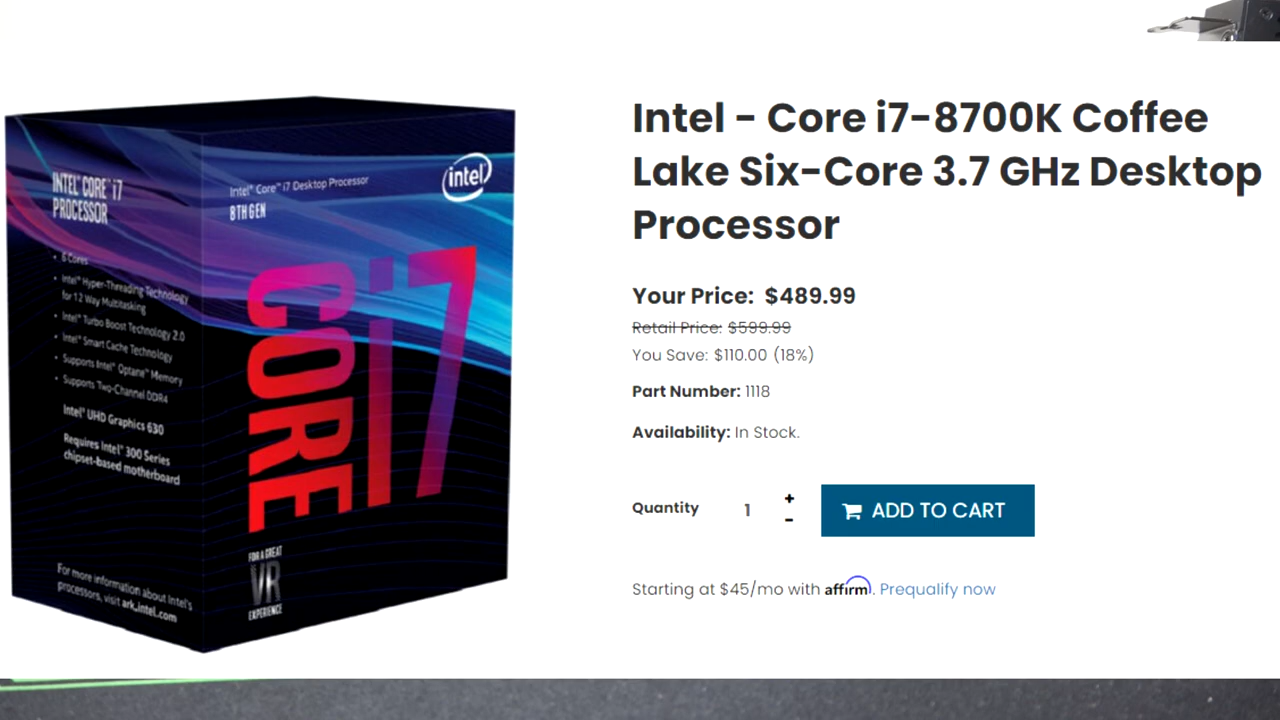 INTEL® CORE™ i7
PROCESSOR
• 6 Cores
• Intel® Hyper-Threading Technology
for 12 Way Multitasking
• Intel® Turbo Boost Technology 2.0
• Intel® Smart Cache Technology
• Supports Intel® Optane™ Memory
• Supports Two-Channel DDR4
Intel® UHD Graphics 630
Requires Intel® 300 Series
chipset-based motherboard
For more information about Intel's
processors, visit ark.intel.com
Intel® Core™ i7 Desktop Processor
8TH GEN
intel®
CORE i7
FOR A GREAT
VR
EXPERIENCE
Intel - Core i7-8700K Coffee
Lake Six-Core 3.7 GHz Desktop
Processor
Your Price: $489.99
Retail Price: $599.99
You Save: $110.00 (18%)
Part Number: 1118
Availability: In Stock.
Quantity 1 + -
ADD TO CART
Starting at $45/mo with affirm. Prequalify now